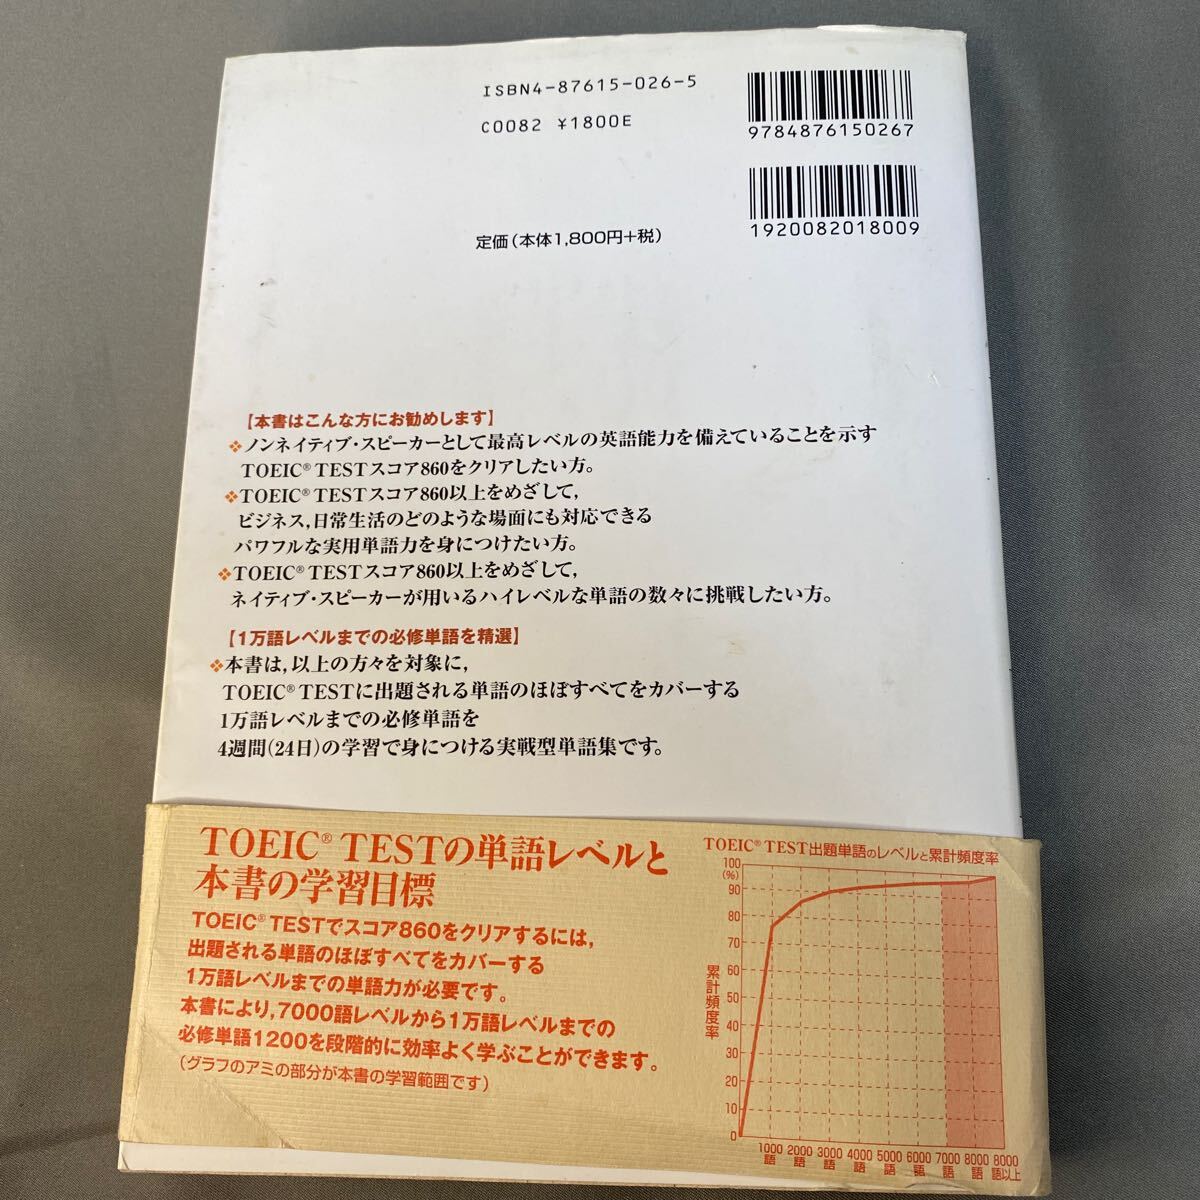 ISBN4-87615-026-5
C0082 ¥1800E
9784876150267
1920082018009
定価(本体1,800円+税)
【本書はこんな方にお勧めします】
❖ノンネイティブ・スピーカーとして最高レベルの英語能力を備えていることを示す
TOEIC® TESTスコア860をクリアしたい方。
❖TOEIC® TESTスコア860以上をめざして,
ビジネス,日常生活のどのような場面にも対応できる
パワフルな実用単語力を身につけたい方。
❖TOEIC® TESTスコア860以上をめざして,
ネイティブ・スピーカーが用いるハイレベルな単語の数々に挑戦したい方。
【1万語レベルまでの必修単語を精選】
❖本書は,以上の方々を対象に,
TOEIC® TESTに出題される単語のほぼすべてをカバーする
1万語レベルまでの必修単語を
4週間(24日)の学習で身につける実戦型単語集です。
TOEIC® TESTの単語レベルと
本書の学習目標
TOEIC® TESTでスコア860をクリアするには,
出題される単語のほぼすべてをカバーする
1万語レベルまでの単語力が必要です。
本書により,7000語レベルから1万語レベルまでの
必修単語1200を段階的に効率よく学ぶことができます。
(グラフのアミの部分が本書の学習範囲です)
TOEIC® TEST出題単語のレベルと累計頻度率
100
(%)
90
80
70
60
50
40
30
20
10
0
累計頻度率
1000 2000 3000 4000 5000 6000 7000 8000 8000
語 語 語 語 語 語 語 語 語以上